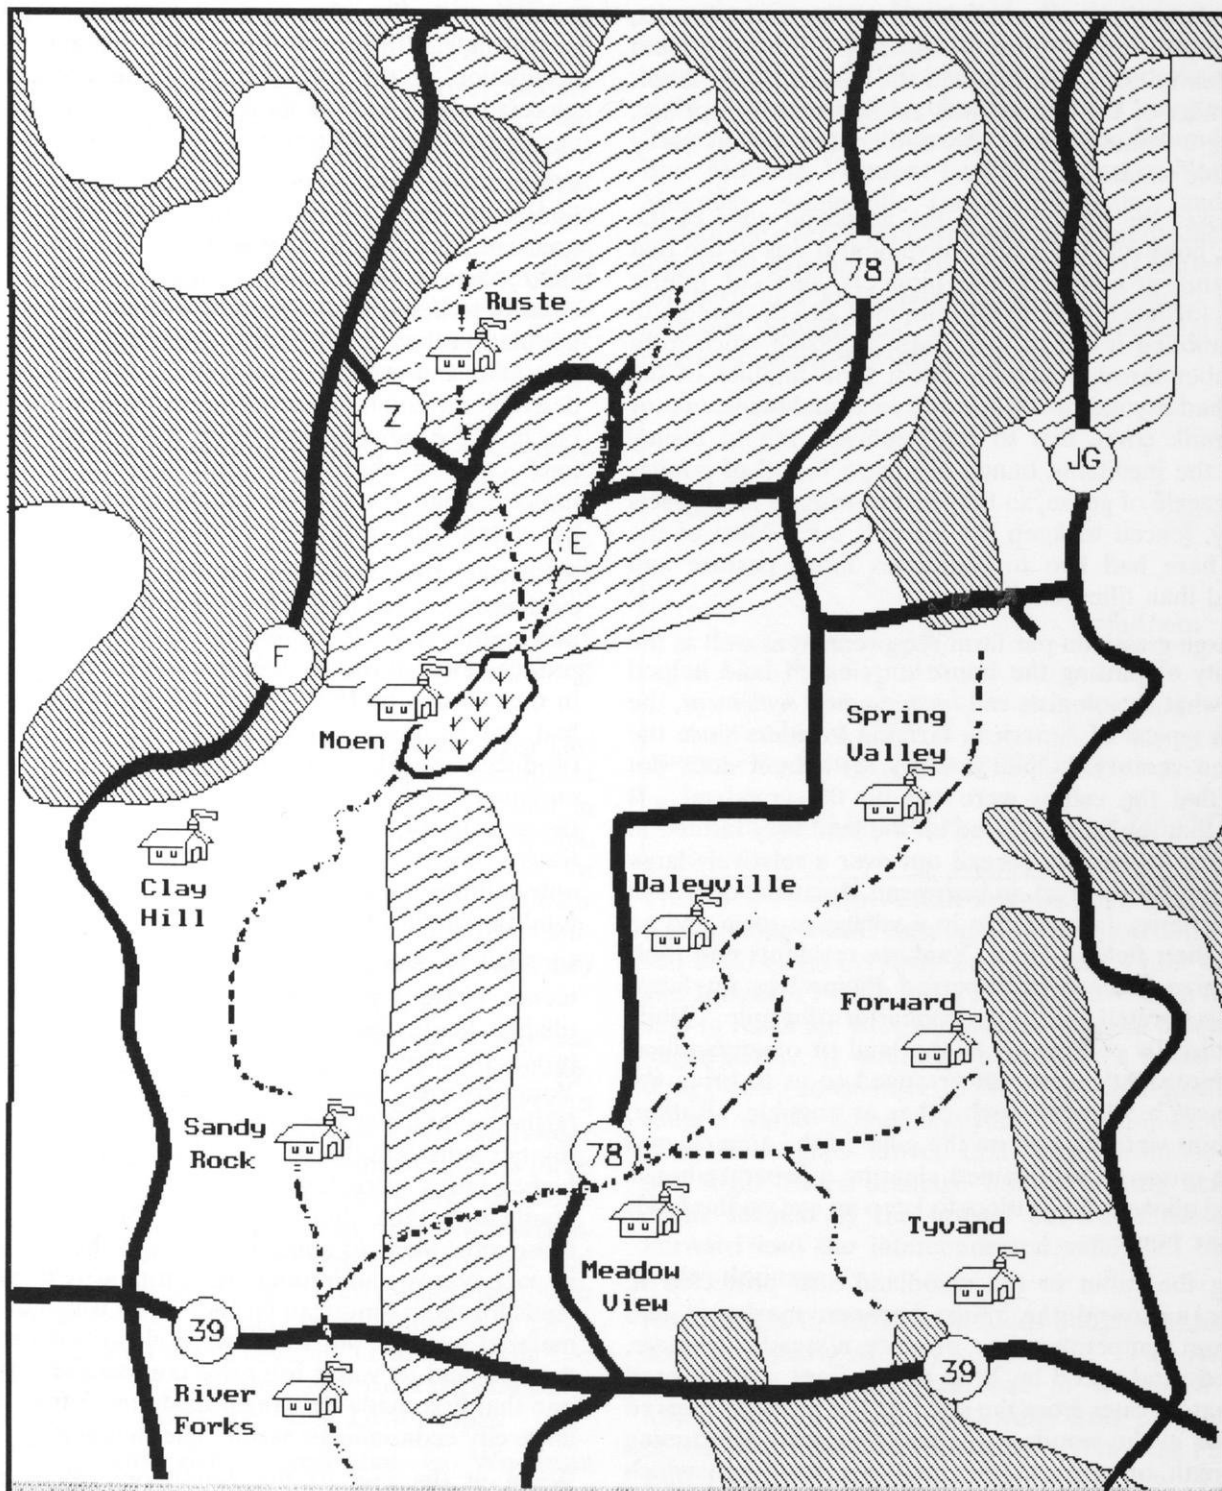 78
Ruste
Z
JG
E
F
Moen
Spring
Valley
Clay
Hill
Daleyville
Forward
Sandy
Rock
78
Tyvand
Meadow
View
39
39
River
Forks